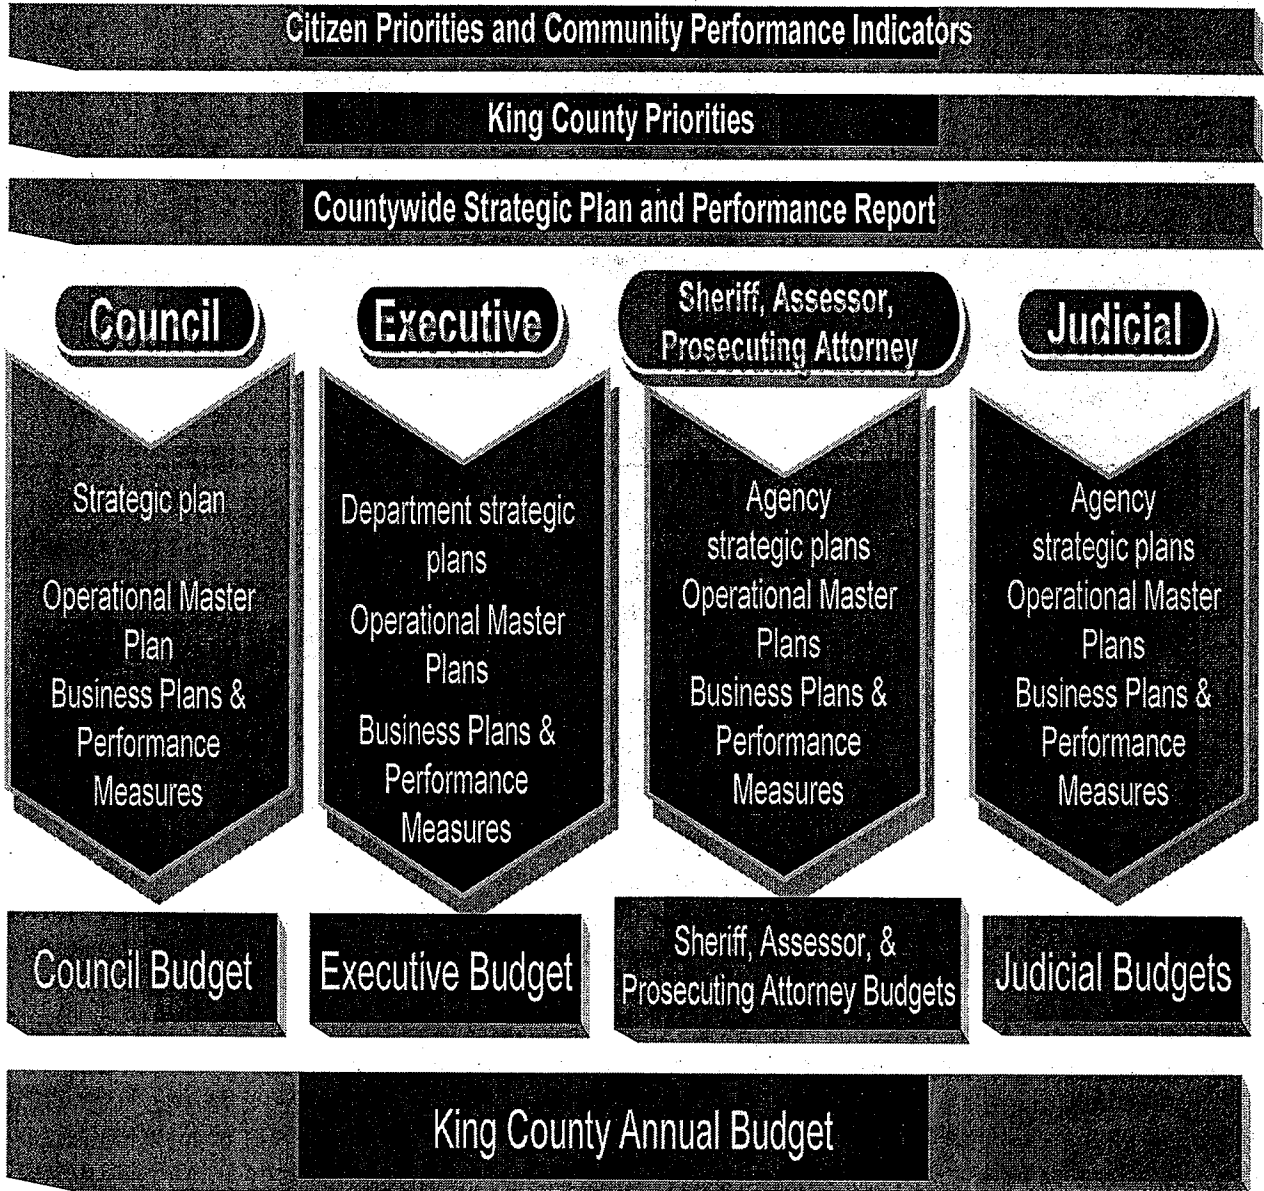 Citizen Priorities and Community Performance Indicators
King County Priorities
Countywide Strategic Plan and Performance Report
Council
Strategic plan
Operational Master
Plan
Business Plans &
Performance
Measures
Council Budget
Executive
Department strategic
plans
Operational Master
Plans
Business Plans &
Performance
Measures
Executive Budget
Sheriff, Assessor,
Prosecuting Attorney
Agency
strategic plans
Operational Master
Plans
Business Plans &
Performance
Measures
Sheriff, Assessor, &
Prosecuting Attorney Budgets
Judicial
Agency
strategic plans
Operational Master
Plans
Business Plans &
Performance
Measures
Judicial Budgets
King County Annual Budget